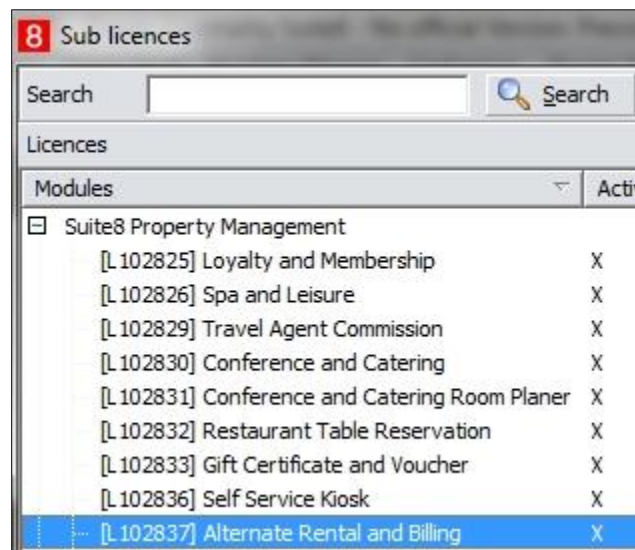 8 Sub licences
Search Search
Licences
Modules Acti
Suite8 Property Management
[L102825] Loyalty and Membership X
[L102826] Spa and Leisure X
[L102829] Travel Agent Commission X
[L102830] Conference and Catering X
[L102831] Conference and Catering Room Planer X
[L102832] Restaurant Table Reservation X
[L102833] Gift Certificate and Voucher X
[L102836] Self Service Kiosk X
[L102837] Alternate Rental and Billing X